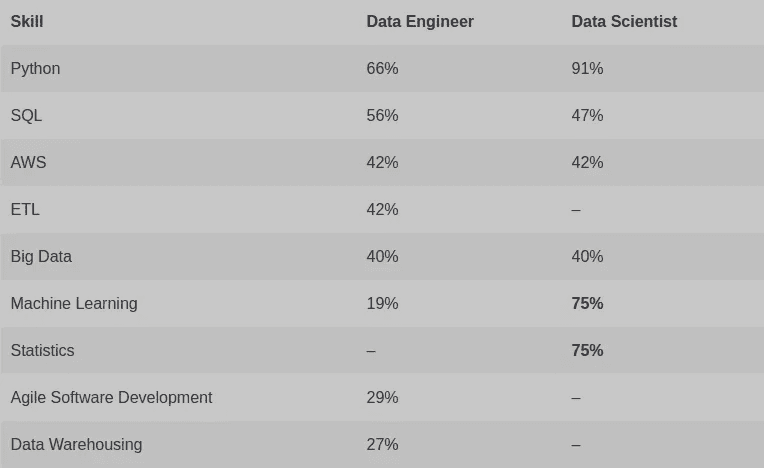 Skill Data Engineer Data Scientist
Python 66% 91%
SQL 56% 47%
AWS 42% 42%
ETL 42% –
Big Data 40% 40%
Machine Learning 19% 75%
Statistics – 75%
Agile Software Development 29% –
Data Warehousing 27% –